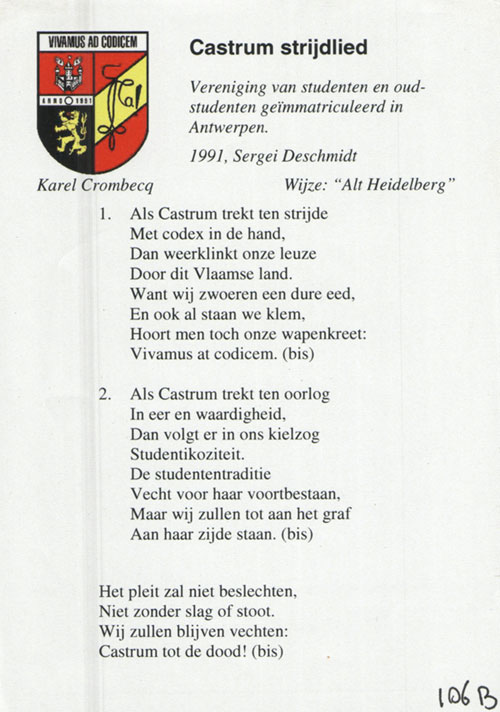 VIVAMUS AD CODICEM
ANNO 1991
Cal
Castrum strijdlied
Vereniging van studenten en oud-
studenten geïmmatriculeerd in
Antwerpen.
1991, Sergei Deschmidt
Karel Crombecq Wijze: “Alt Heidelberg”
1. Als Castrum trekt ten strijde
Met codex in de hand,
Dan weerklinkt onze leuze
Door dit Vlaamse land.
Want wij zwoeren een dure eed,
En ook al staan we klem,
Hoort men toch onze wapenkreet:
Vivamus at codicem. (bis)
2. Als Castrum trekt ten oorlog
In eer en waardigheid,
Dan volgt er in ons kielzog
Studentikoziteit.
De studententraditie
Vecht voor haar voortbestaan,
Maar wij zullen tot aan het graf
Aan haar zijde staan. (bis)
Het pleit zal niet beslechten,
Niet zonder slag of stoot.
Wij zullen blijven vechten:
Castrum tot de dood! (bis)
106 B